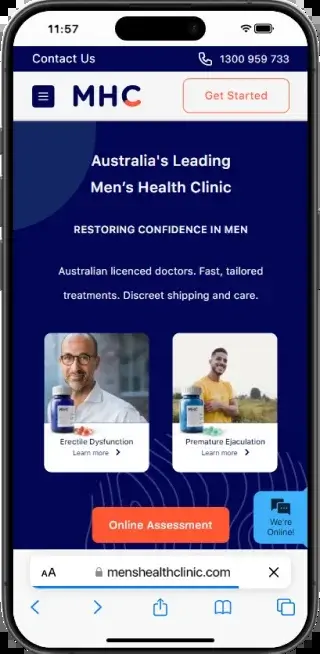 11:57
Contact Us
1300 959 733
MHC
Get Started
Australia's Leading
Men's Health Clinic
RESTORING CONFIDENCE IN MEN
Australian licenced doctors. Fast, tailored
treatments. Discreet shipping and care.
MHC
MHC
Erectile Dysfunction
Learn more
Premature Ejaculation
Learn more
Online Assessment
We're
Online!
AA
menshealthclinic.com